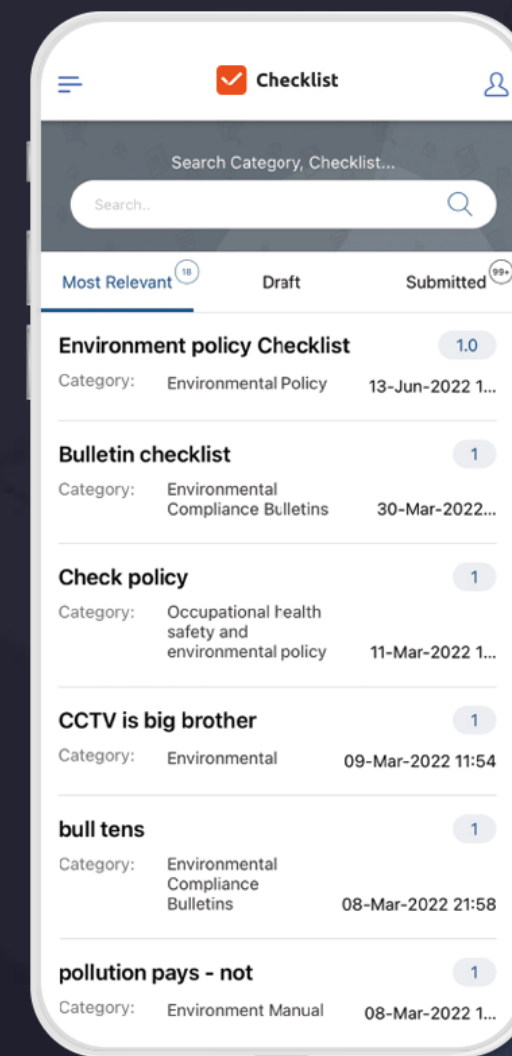 Checklist
Search Category, Checklist...
Search..
Most Relevant 18 Draft Submitted 99+
Environment policy Checklist 1.0
Category: Environmental Policy 13-Jun-2022 1...
Bulletin checklist 1
Category: Environmental
Compliance Bulletins 30-Mar-2022...
Check policy 1
Category: Occupational health
safety and
environmental policy 11-Mar-2022 1...
CCTV is big brother 1
Category: Environmental 09-Mar-2022 11:54
bull tens 1
Category: Environmental
Compliance
Bulletins 08-Mar-2022 21:58
pollution pays - not 1
Category: Environment Manual 08-Mar-2022 1...